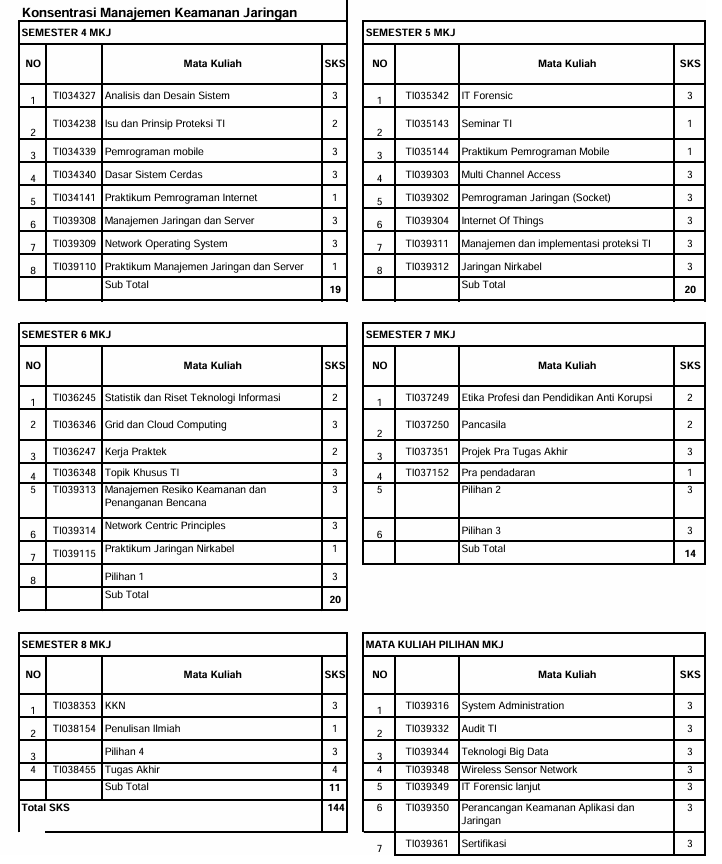 Konsentrasi Manajemen Keamanan Jaringan
SEMESTER 4 MKJ
NO Mata Kuliah SKS
1 TI034327 Analisis dan Desain Sistem 3
2 TI034238 Isu dan Prinsip Proteksi TI 2
3 TI034339 Pemrograman mobile 3
4 TI034340 Dasar Sistem Cerdas 3
5 TI034141 Praktikum Pemrograman Internet 1
6 TI039308 Manajemen Jaringan dan Server 3
7 TI039309 Network Operating System 3
8 TI039110 Praktikum Manajemen Jaringan dan Server 1
Sub Total 19
SEMESTER 5 MKJ
NO Mata Kuliah SKS
1 TI035342 IT Forensic 3
2 TI035143 Seminar TI 1
3 TI035144 Praktikum Pemrograman Mobile 1
4 TI039303 Multi Channel Access 3
5 TI039302 Pemrograman Jaringan (Socket) 3
6 TI039304 Internet Of Things 3
7 TI039311 Manajemen dan implementasi proteksi TI 3
8 TI039312 Jaringan Nirkabel 3
Sub Total 20
SEMESTER 6 MKJ
NO Mata Kuliah SKS
1 TI036245 Statistik dan Riset Teknologi Informasi 2
2 TI036346 Grid dan Cloud Computing 3
3 TI036247 Kerja Praktek 2
4 TI036348 Topik Khusus TI 3
5 TI039313 Manajemen Resiko Keamanan dan 3
Penanganan Bencana
6 TI039314 Network Centric Principles 3
7 TI039115 Praktikum Jaringan Nirkabel 1
8 Pilihan 1 3
Sub Total 20
SEMESTER 7 MKJ
NO Mata Kuliah SKS
1 TI037249 Etika Profesi dan Pendidikan Anti Korupsi 2
2 TI037250 Pancasila 2
3 TI037351 Projek Pra Tugas Akhir 3
4 TI037152 Pra pendadaran 1
5 Pilihan 2 3
6 Pilihan 3 3
Sub Total 14
SEMESTER 8 MKJ
NO Mata Kuliah SKS
1 TI038353 KKN 3
2 TI038154 Penulisan Ilmiah 1
3 Pilihan 4 3
4 TI038455 Tugas Akhir 4
Sub Total 11
Total SKS 144
MATA KULIAH PILIHAN MKJ
NO Mata Kuliah SKS
1 TI039316 System Administration 3
2 TI039332 Audit TI 3
3 TI039344 Teknologi Big Data 3
4 TI039348 Wireless Sensor Network 3
5 TI039349 IT Forensic lanjut 3
6 TI039350 Perancangan Keamanan Aplikasi dan 3
Jaringan
7 TI039361 Sertifikasi 3